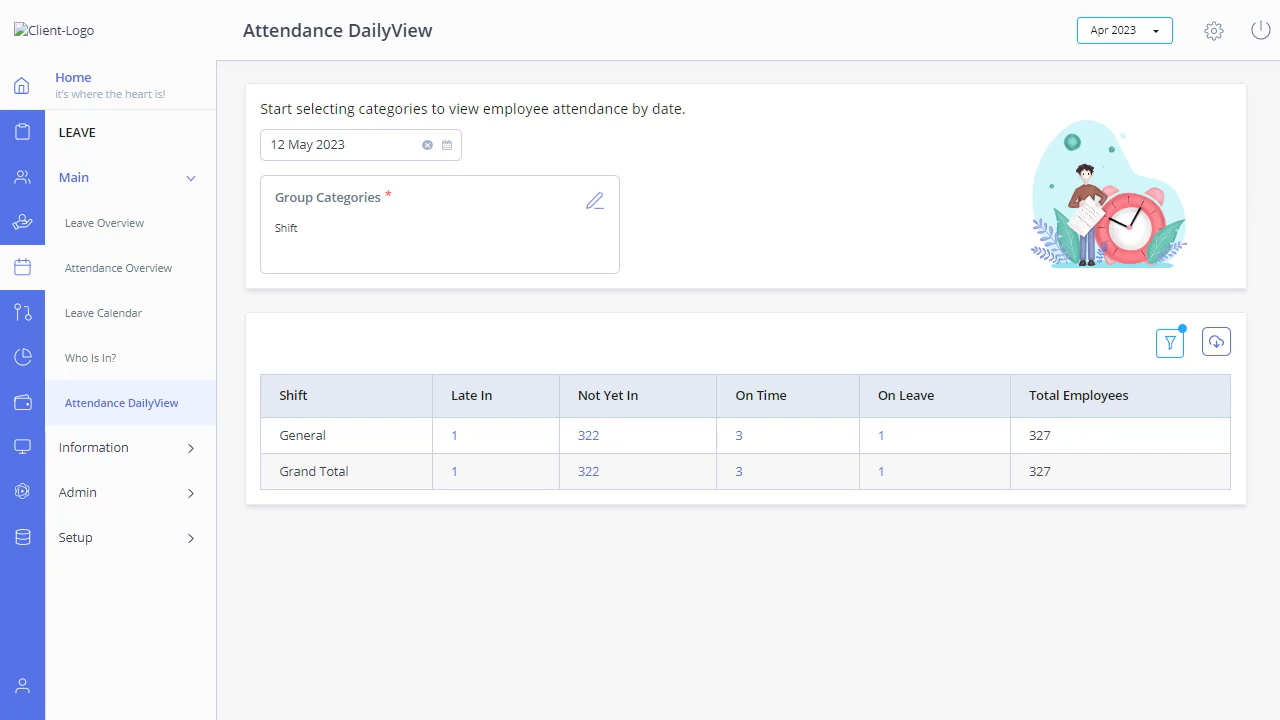 Client-Logo
Attendance DailyView
Apr 2023
Home
it's where the heart is!
LEAVE
Main
Leave Overview
Attendance Overview
Leave Calendar
Who Is In?
Attendance DailyView
Information
Admin
Setup
Start selecting categories to view employee attendance by date.
12 May 2023
Group Categories *
Shift
Shift Late In Not Yet In On Time On Leave Total Employees
General 1 322 3 1 327
Grand Total 1 322 3 1 327